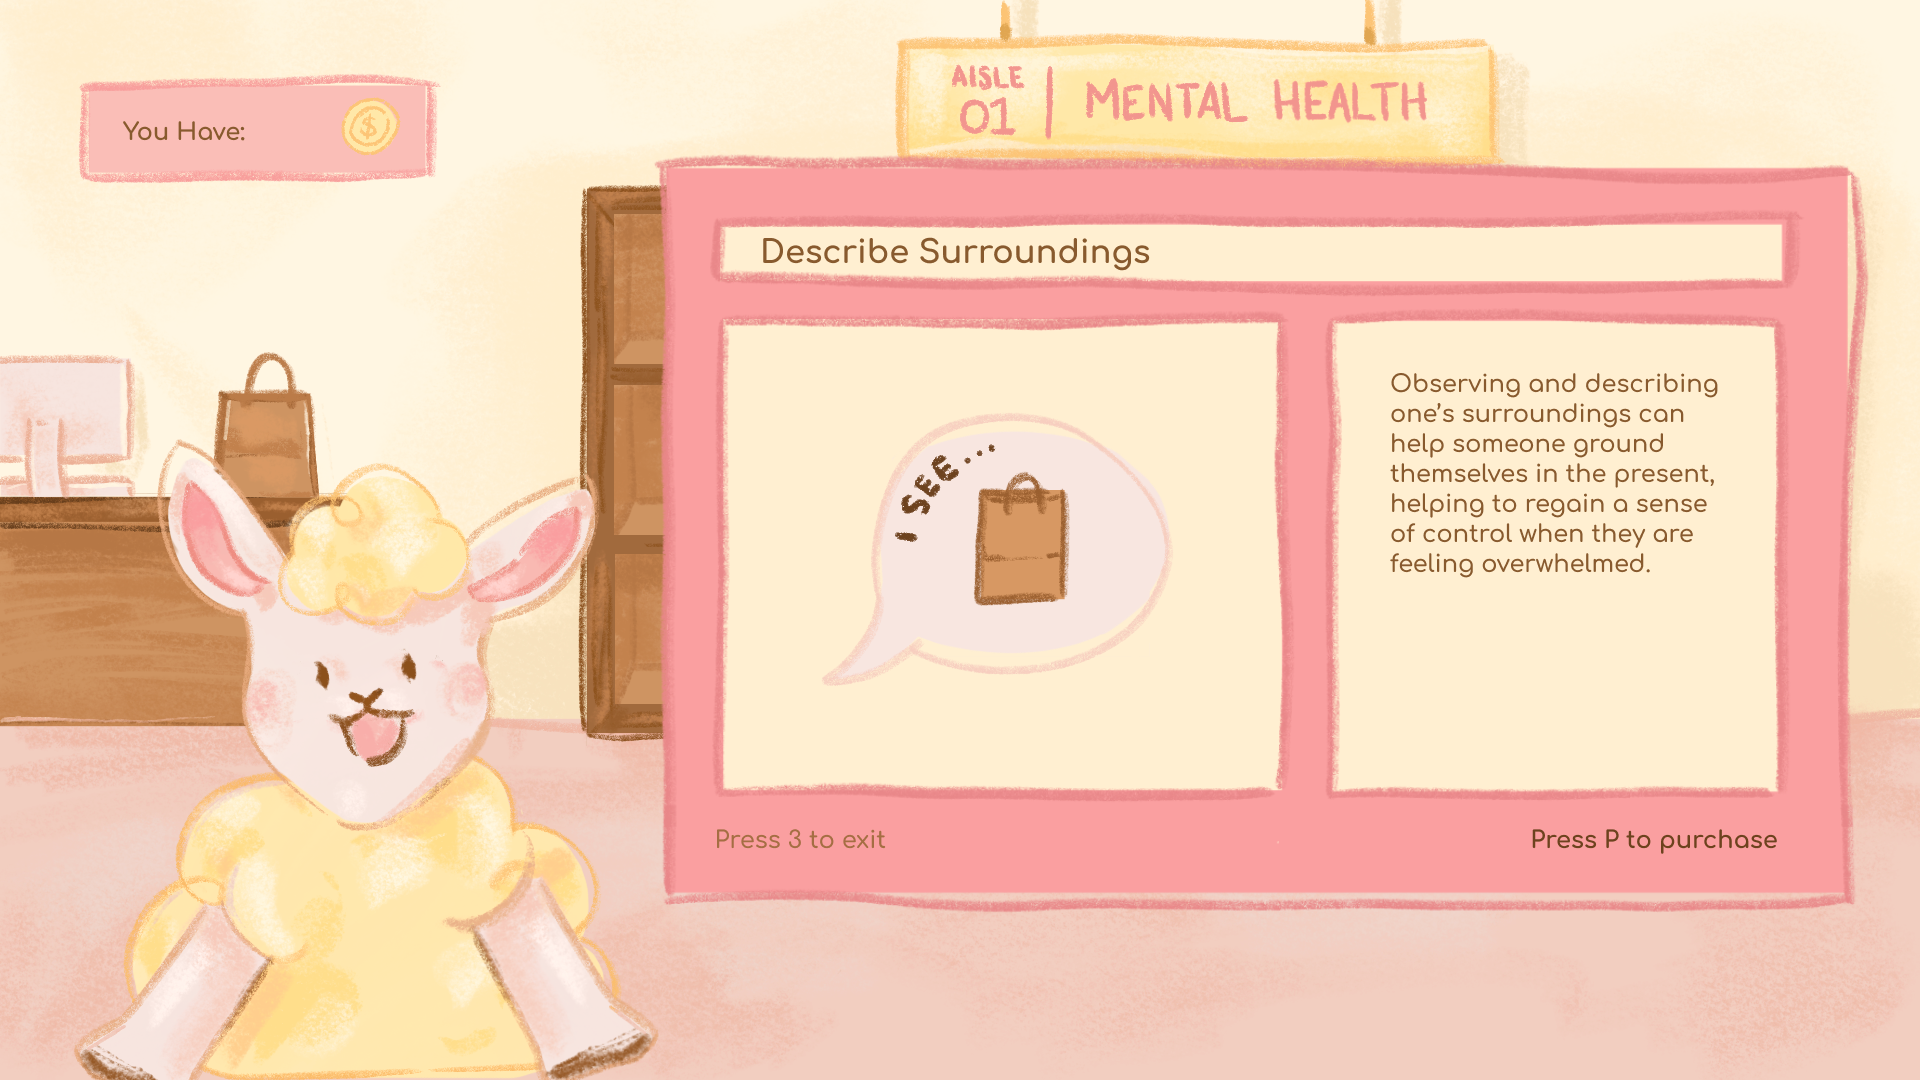 You Have:
$
AISLE
01
MENTAL HEALTH
Describe Surroundings
I SEE...
Observing and describing
one’s surroundings can
help someone ground
themselves in the present,
helping to regain a sense
of control when they are
feeling overwhelmed.
Press 3 to exit
Press P to purchase